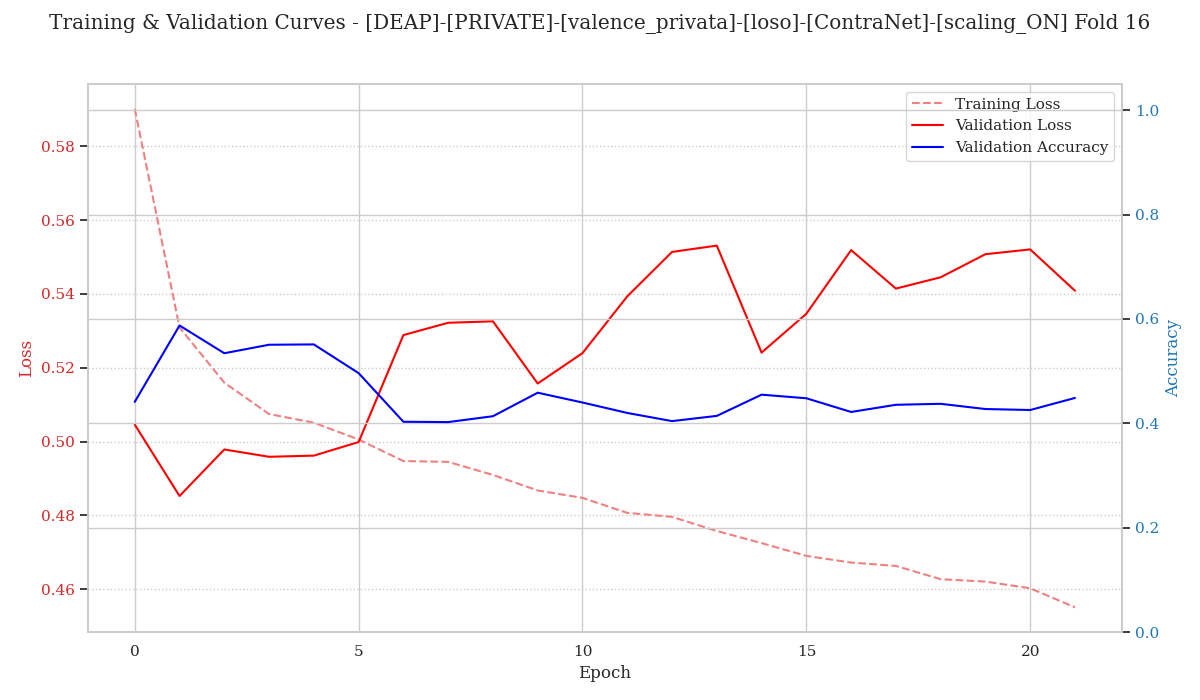 Training & Validation Curves - [DEAP]-[PRIVATE]-[valence_privata]-[loso]-[ContraNet]-[scaling_ON] Fold 16
Training Loss
Validation Loss
Validation Accuracy
0.58
0.56
0.54
0.52
0.50
0.48
0.46
Loss
1.0
0.8
0.6
0.4
0.2
0.0
Accuracy
0
5
10
15
20
Epoch